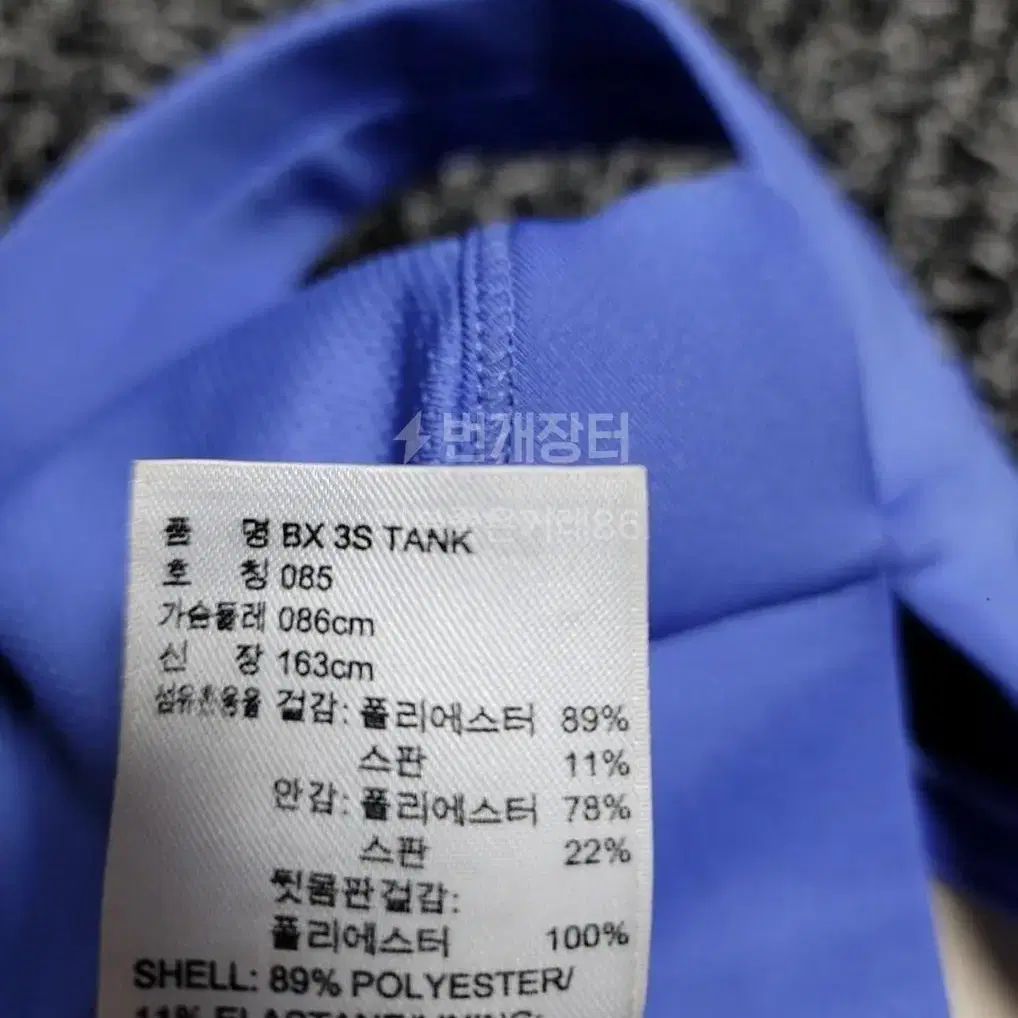 번개장터
품 명 BX 3S TANK
호 칭 085
가슴둘레 086cm
신 장 163cm
섬유혼용율 겉감: 폴리에스터 89%
스판 11%
안감: 폴리에스터 78%
스판 22%
뒷몸판겉감:
폴리에스터 100%
SHELL: 89% POLYESTER/